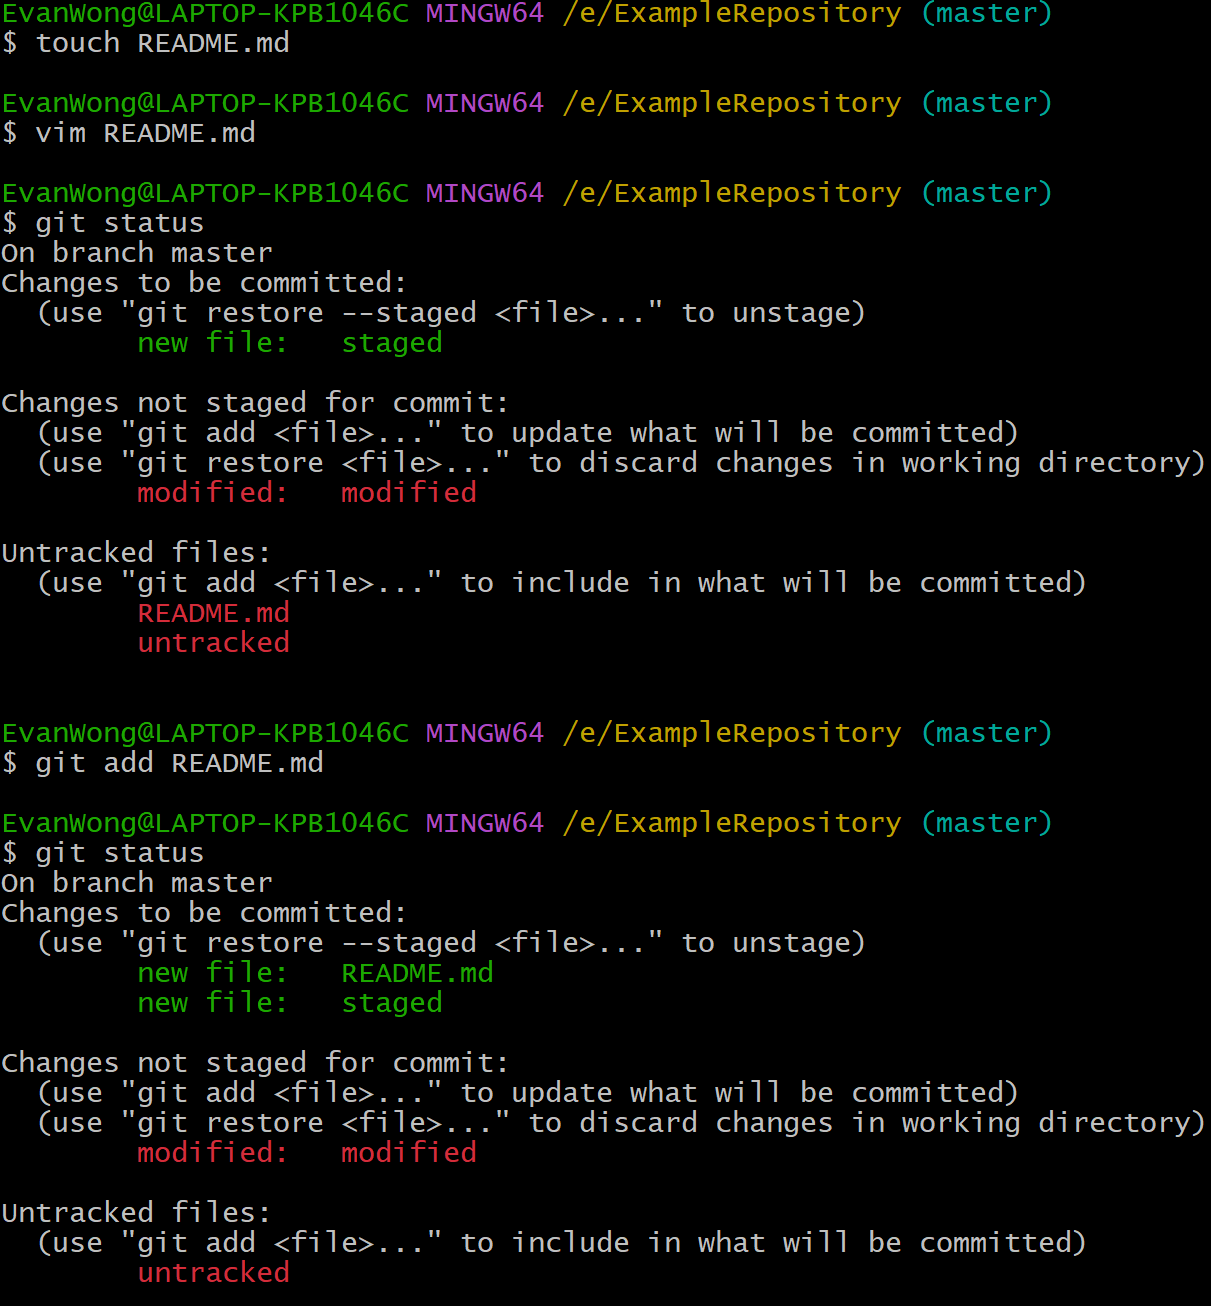 EvanWong@LAPTOP-KPB1046C MINGW64 /e/ExampleRepository (master)
$ touch README.md
EvanWong@LAPTOP-KPB1046C MINGW64 /e/ExampleRepository (master)
$ vim README.md
EvanWong@LAPTOP-KPB1046C MINGW64 /e/ExampleRepository (master)
$ git status
On branch master
Changes to be committed:
  (use "git restore --staged <file>..." to unstage)
        new file:   staged
Changes not staged for commit:
  (use "git add <file>..." to update what will be committed)
  (use "git restore <file>..." to discard changes in working directory)
        modified:   modified
Untracked files:
  (use "git add <file>..." to include in what will be committed)
        README.md
        untracked
EvanWong@LAPTOP-KPB1046C MINGW64 /e/ExampleRepository (master)
$ git add README.md
EvanWong@LAPTOP-KPB1046C MINGW64 /e/ExampleRepository (master)
$ git status
On branch master
Changes to be committed:
  (use "git restore --staged <file>..." to unstage)
        new file:   README.md
        new file:   staged
Changes not staged for commit:
  (use "git add <file>..." to update what will be committed)
  (use "git restore <file>..." to discard changes in working directory)
        modified:   modified
Untracked files:
  (use "git add <file>..." to include in what will be committed)
        untracked